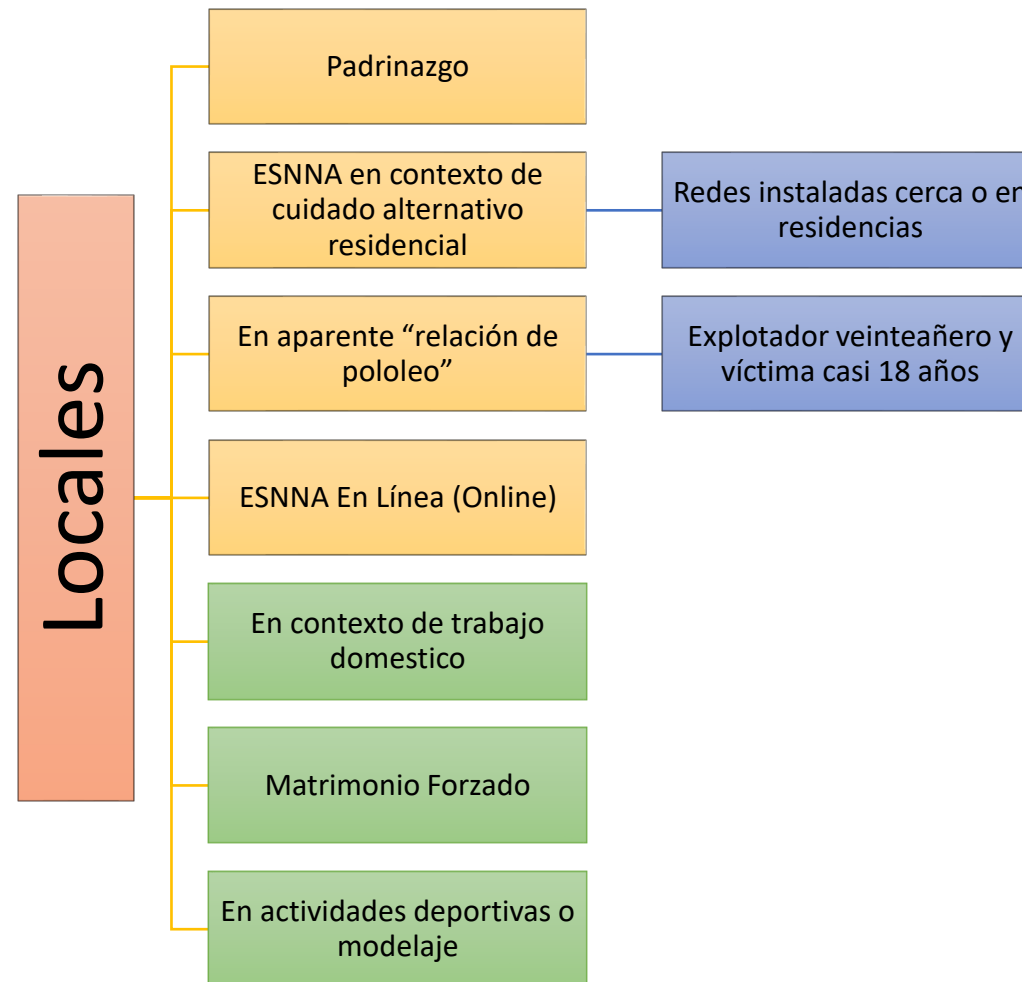 Locales
Padrinazgo
ESNNA en contexto de
cuidado alternativo
residencial
Redes instaladas cerca o en
residencias
En aparente “relación de
pololeo”
Explotador veinteañero y
víctima casi 18 años
ESNNA En Línea (Online)
En contexto de trabajo
domestico
Matrimonio Forzado
En actividades deportivas o
modelaje